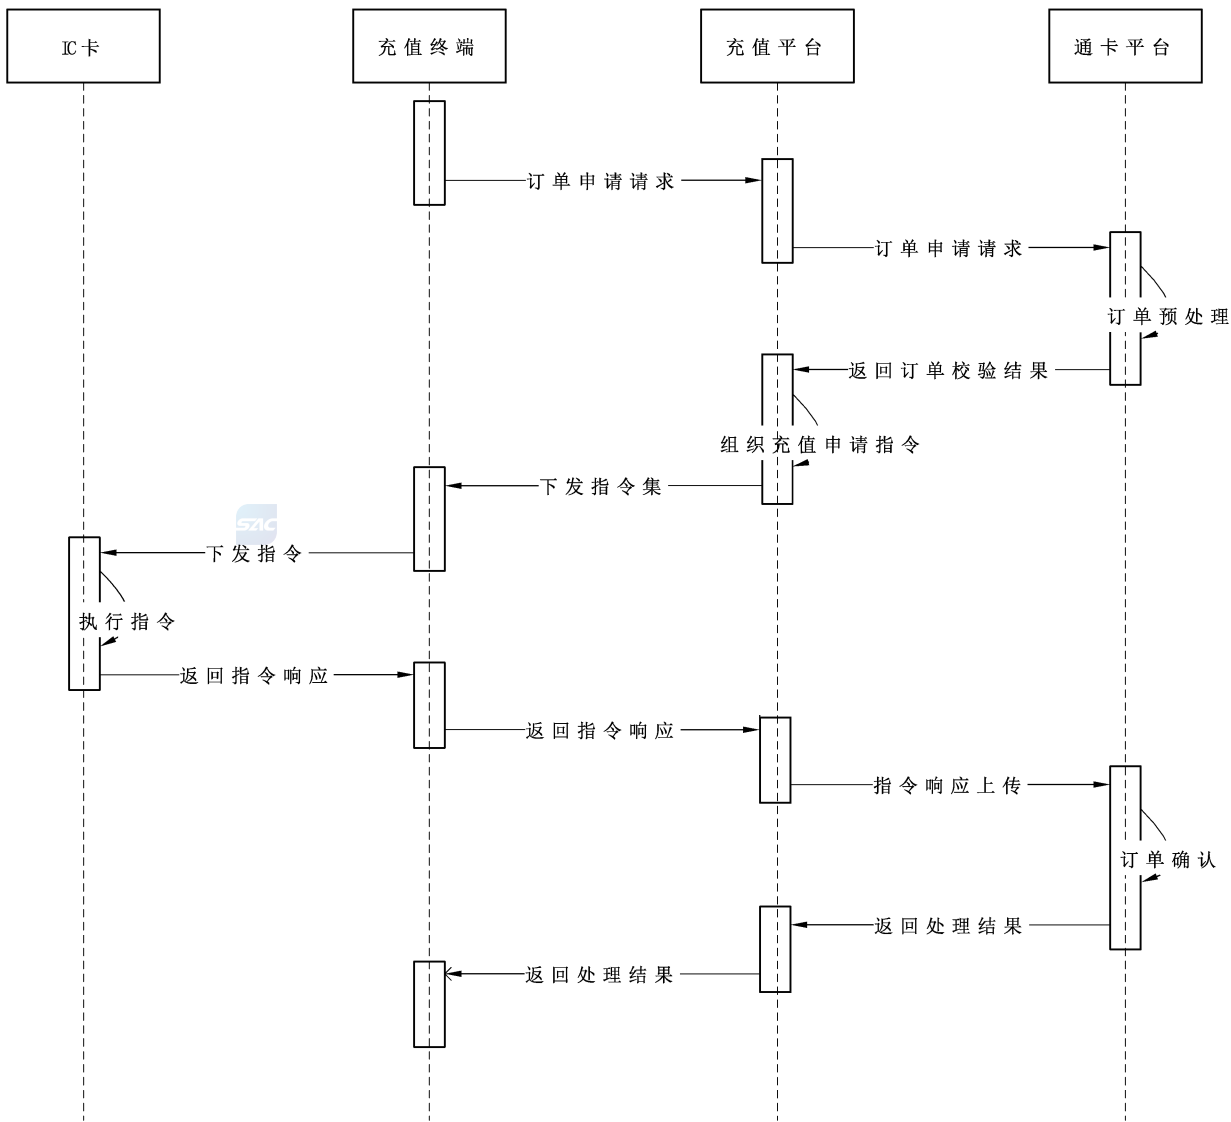 IC卡 充值终端 充值平台 通卡平台
订单申请请求
订单申请请求
订单预处理
返回订单校验结果
组织充值申请指令
下发指令集
SAC
下发指令
执行指令
返回指令响应
返回指令响应
指令响应上传
订单确认
返回处理结果
返回处理结果